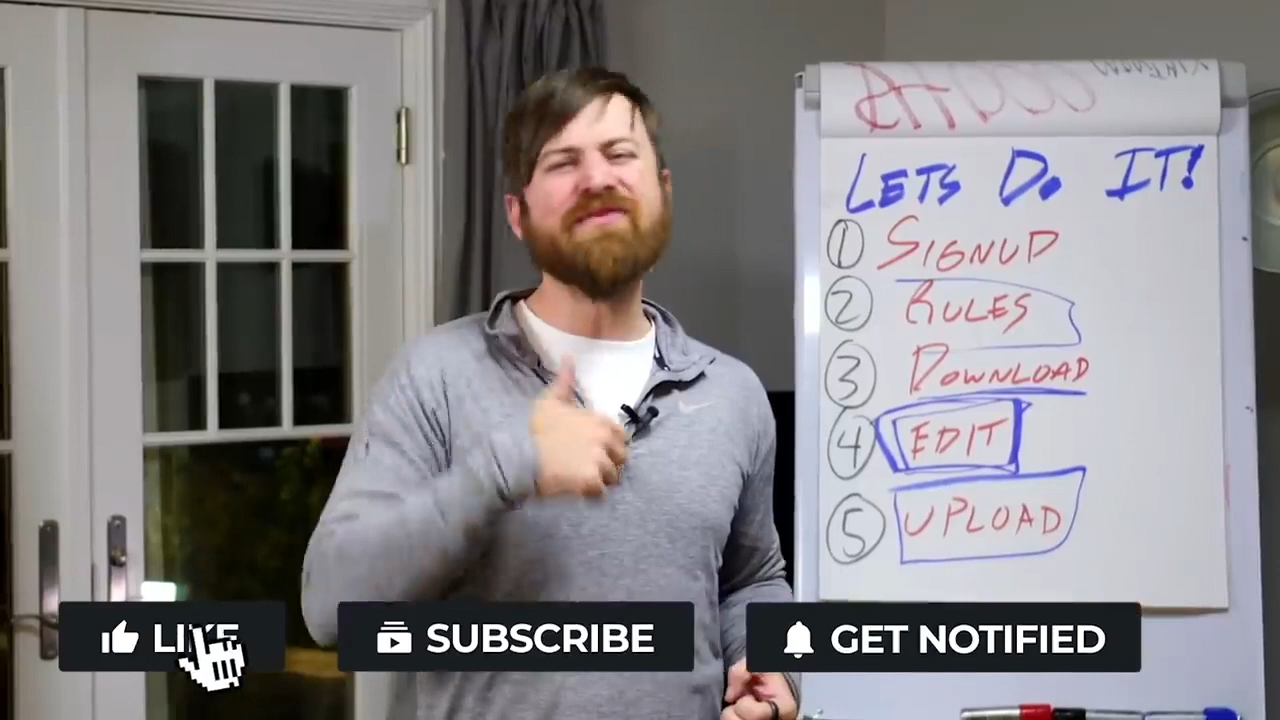 LETS DO IT!
1 SIGNUP
2 RULES
3 DOWNLOAD
4 EDIT
5 UPLOAD
LIKE SUBSCRIBE GET NOTIFIED